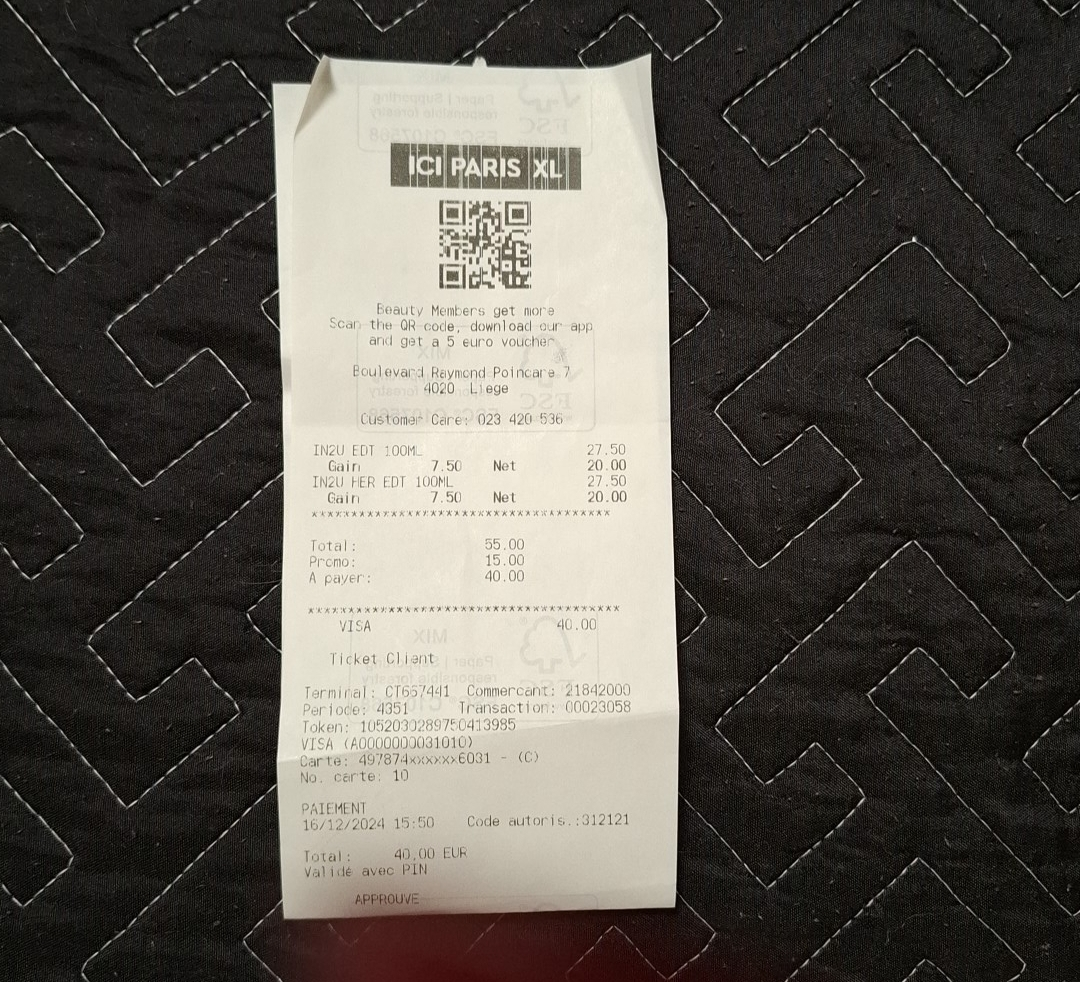 ICI PARIS XL
Beauty Members get more
Scan the QR code, download our app
and get a 5 euro voucher
Boulevard Raymond Poincare 7
4020 Liege
Customer Care: 023 420 536
IN2U EDT 100ML 27.50
Gain 7.50 Net 20.00
IN2U HER EDT 100ML 27.50
Gain 7.50 Net 20.00
**************************************
Total: 55.00
Promo: 15.00
A payer: 40.00
****************************************
VISA 40.00
Ticket Client
Terminal: CT657441 Commercant: 21842000
Periode: 4351 Transaction: 00023058
Token: 1052030289750413985
VISA (A0000000031010)
Carte: 497874xxxxxx6031 - (C)
No. carte: 10
PAIEMENT
16/12/2024 15:50 Code autoris.:312121
Total: 40,00 EUR
Validé avec PIN
APPROUVE